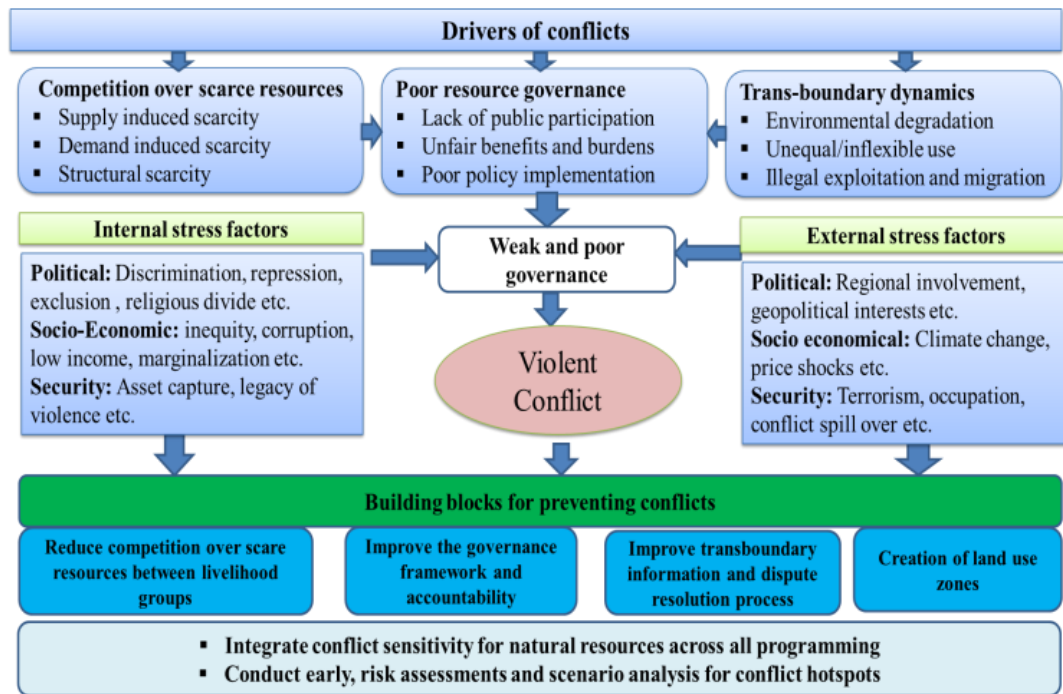 Drivers of conflicts
Competition over scarce resources
▪ Supply induced scarcity
▪ Demand induced scarcity
▪ Structural scarcity
Poor resource governance
▪ Lack of public participation
▪ Unfair benefits and burdens
▪ Poor policy implementation
Trans-boundary dynamics
▪ Environmental degradation
▪ Unequal/inflexible use
▪ Illegal exploitation and migration
Internal stress factors
Political: Discrimination, repression,
exclusion , religious divide etc.
Socio-Economic: inequity, corruption,
low income, marginalization etc.
Security: Asset capture, legacy of
violence etc.
Weak and poor
governance
Violent
Conflict
External stress factors
Political: Regional involvement,
geopolitical interests etc.
Socio economical: Climate change,
price shocks etc.
Security: Terrorism, occupation,
conflict spill over etc.
Building blocks for preventing conflicts
Reduce competition over scare
resources between livelihood
groups
Improve the governance
framework and
accountability
Improve transboundary
information and dispute
resolution process
Creation of land use
zones
▪ Integrate conflict sensitivity for natural resources across all programming
▪ Conduct early, risk assessments and scenario analysis for conflict hotspots